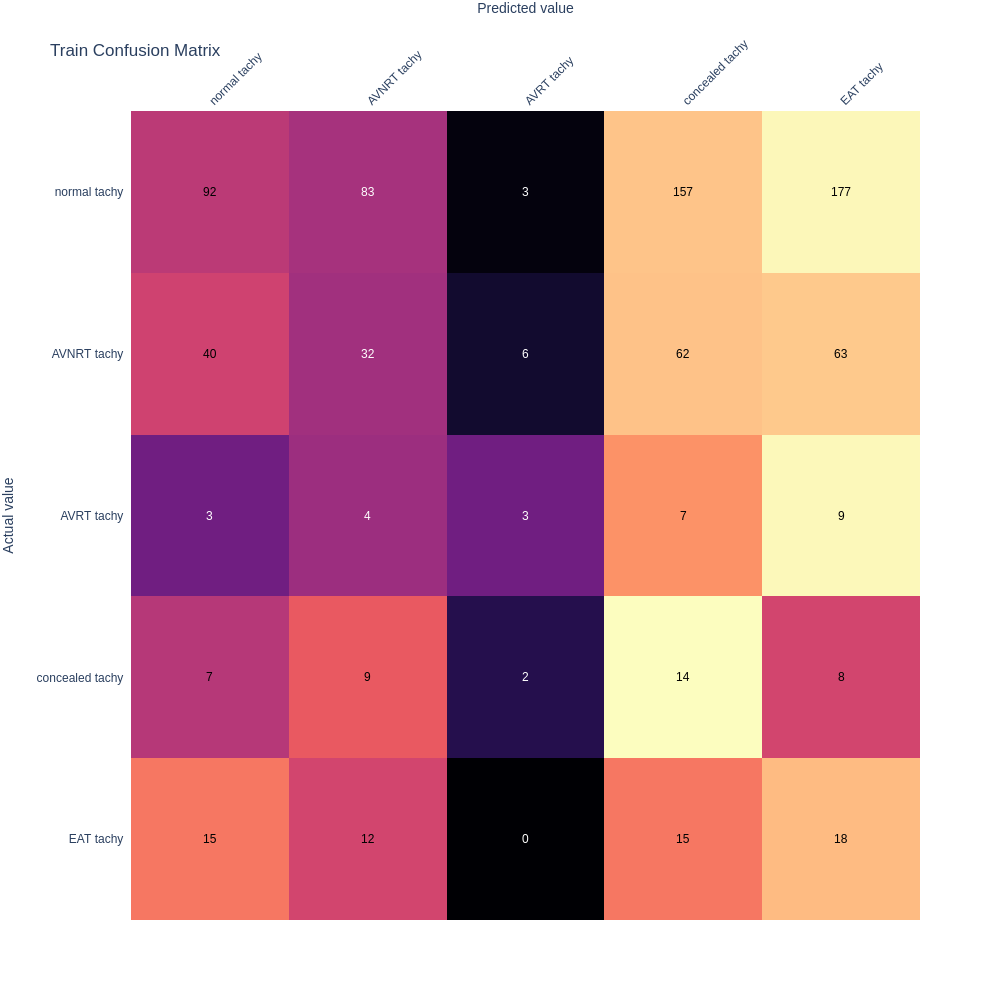 Predicted value
Train Confusion Matrix
normal tachy
AVNRT tachy
AVRT tachy
concealed tachy
EAT tachy
normal tachy 92 83 3 157 177
AVNRT tachy 40 32 6 62 63
Actual value
AVRT tachy 3 4 3 7 9
concealed tachy 7 9 2 14 8
EAT tachy 15 12 0 15 18